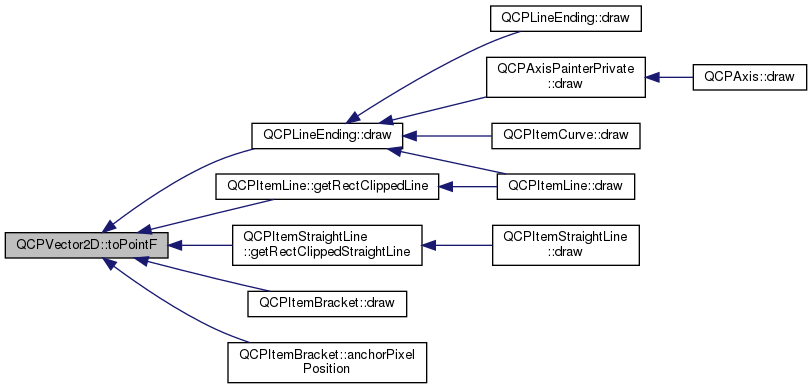 QCPLineEnding::draw
QCPAxisPainterPrivate
::draw
QCPAxis::draw
QCPLineEnding::draw
QCPItemCurve::draw
QCPItemLine::getRectClippedLine
QCPItemLine::draw
QCPVector2D::toPointF
QCPItemStraightLine
::getRectClippedStraightLine
QCPItemStraightLine
::draw
QCPItemBracket::draw
QCPItemBracket::anchorPixel
Position